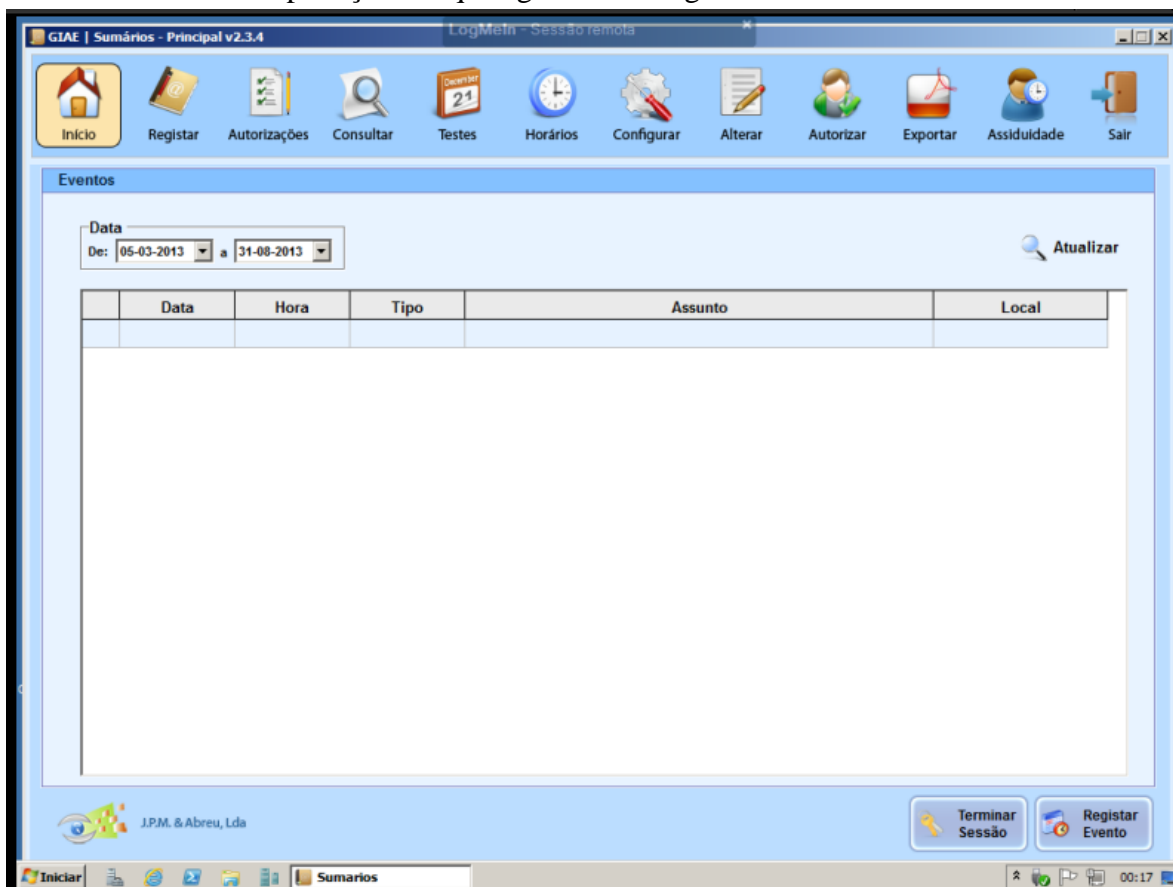 GIAE | Sumários - Principal v2.3.4
LogMeIn - Sessão remota
Início Registar Autorizações Consultar December 21 Testes Horários Configurar Alterar Autorizar Exportar Assiduidade Sair
Eventos
Data
De: 05-03-2013 a 31-08-2013
Atualizar
Data Hora Tipo Assunto Local
J.P.M. & Abreu, Lda
Terminar Sessão
Registar Evento
Iniciar Sumarios 00:17